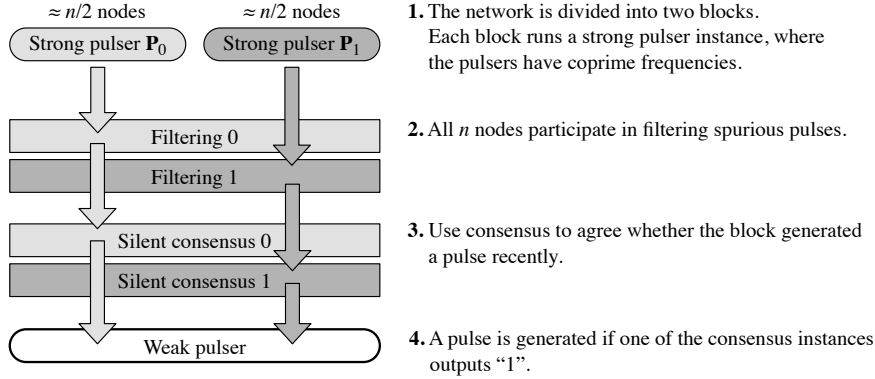 ≈ n/2 nodes
≈ n/2 nodes
Strong pulser P₀
Strong pulser P₁
Filtering 0
Filtering 1
Silent consensus 0
Silent consensus 1
Weak pulser
1. The network is divided into two blocks.
Each block runs a strong pulser instance, where
the pulsers have coprime frequencies.
2. All n nodes participate in filtering spurious pulses.
3. Use consensus to agree whether the block generated
a pulse recently.
4. A pulse is generated if one of the consensus instances
outputs “1”.